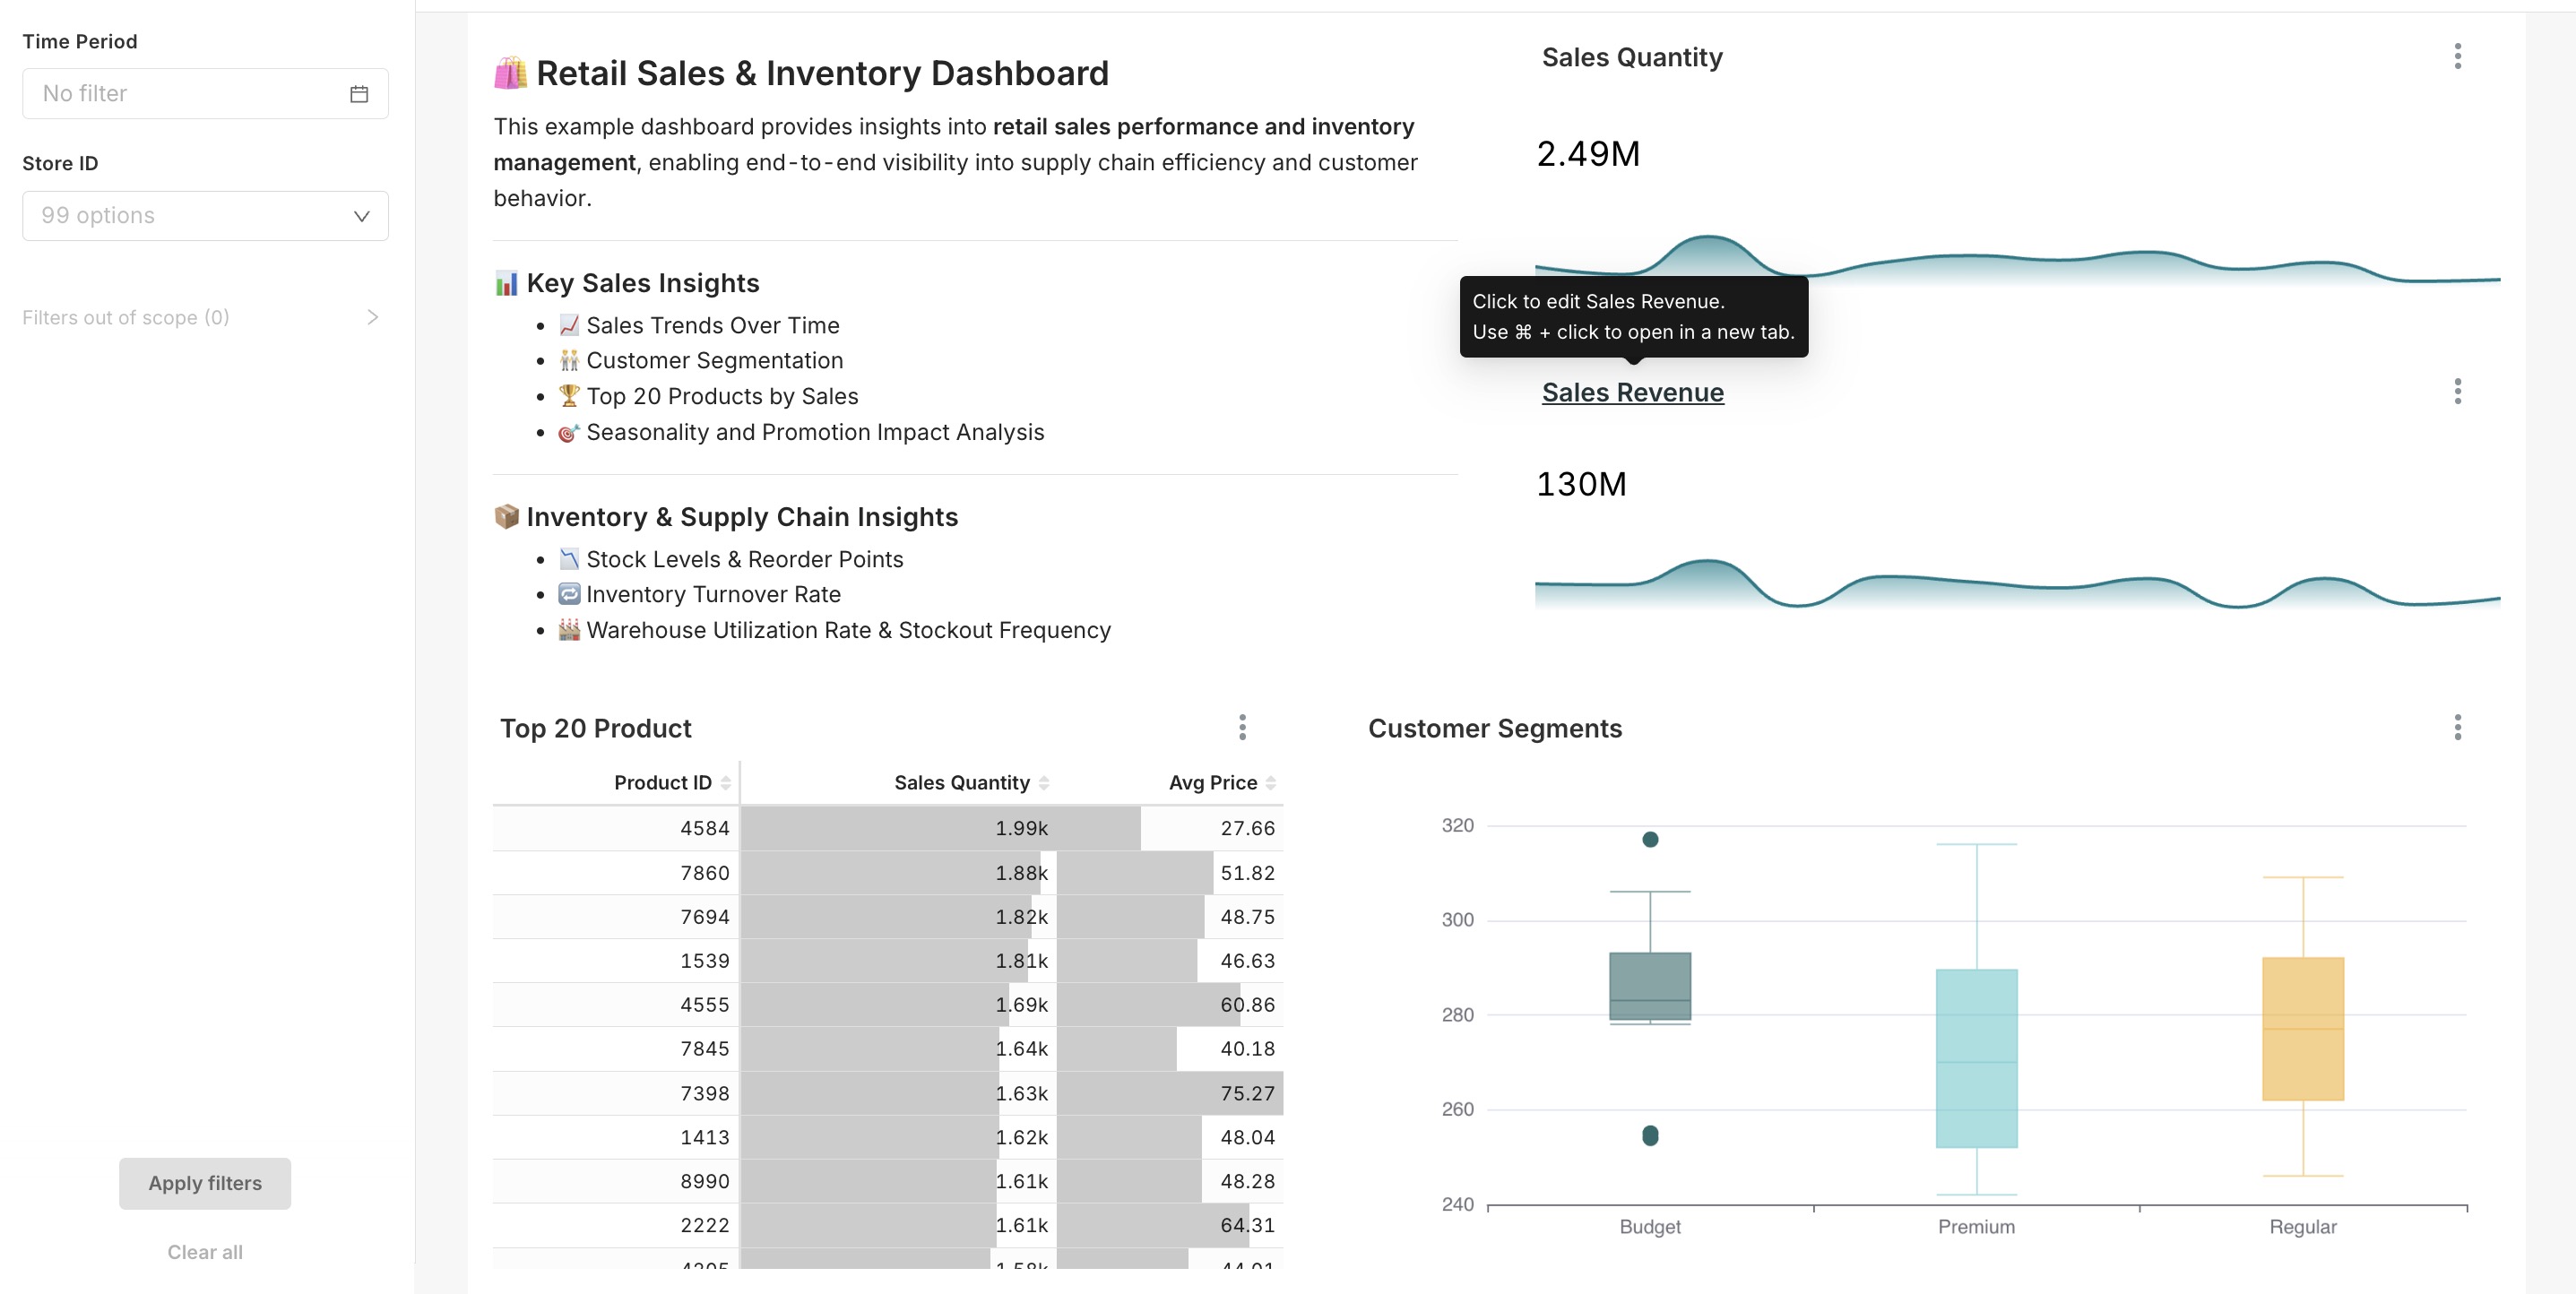 Time Period
No filter
Store ID
99 options
Filters out of scope (0)
Apply filters
Clear all
🛍️ Retail Sales & Inventory Dashboard
This example dashboard provides insights into retail sales performance and inventory
management, enabling end-to-end visibility into supply chain efficiency and customer
behavior.
📊 Key Sales Insights
• 📈 Sales Trends Over Time
• 👬 Customer Segmentation
• 🏆 Top 20 Products by Sales
• 🎯 Seasonality and Promotion Impact Analysis
📦 Inventory & Supply Chain Insights
• 📉 Stock Levels & Reorder Points
• 🔁 Inventory Turnover Rate
• 🏭 Warehouse Utilization Rate & Stockout Frequency
Sales Quantity
2.49M
Click to edit Sales Revenue.
Use ⌘ + click to open in a new tab.
Sales Revenue
130M
Top 20 Product
Product ID Sales Quantity Avg Price
4584 1.99k 27.66
7860 1.88k 51.82
7694 1.82k 48.75
1539 1.81k 46.63
4555 1.69k 60.86
7845 1.64k 40.18
7398 1.63k 75.27
1413 1.62k 48.04
8990 1.61k 48.28
2222 1.61k 64.31
Customer Segments
320
300
280
260
240
Budget Premium Regular